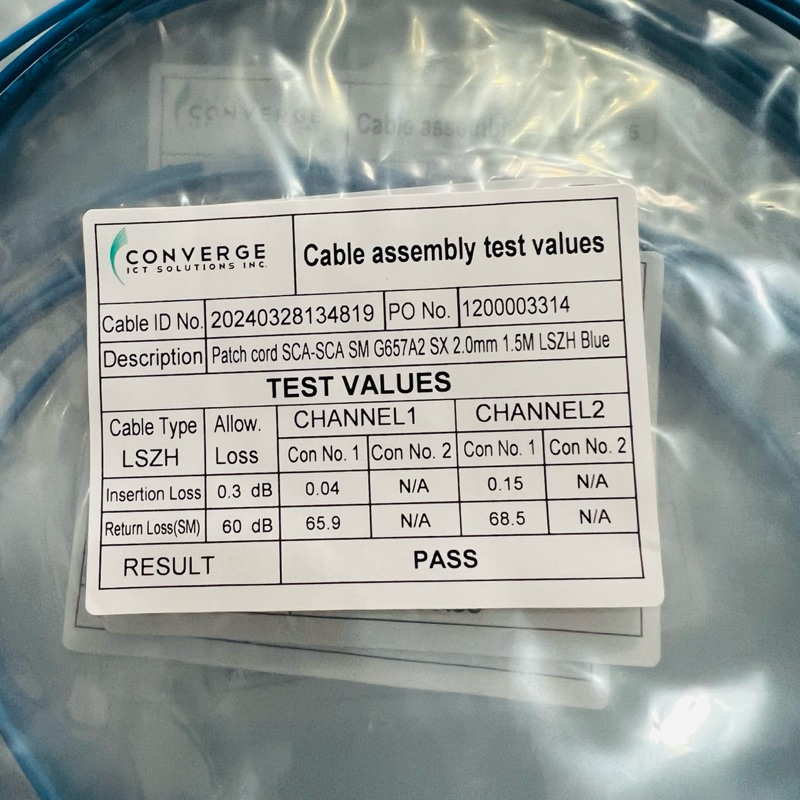 CONVERGE
Cable assembly
CONVERGE
ICT SOLUTIONS INC.
Cable assembly test values
Cable ID No. 20240328134819 PO No. 1200003314
Description Patch cord SCA-SCA SM G657A2 SX 2.0mm 1.5M LSZH Blue
TEST VALUES
Cable Type LSZH Allow. Loss CHANNEL1 CHANNEL2
Con No. 1 Con No. 2 Con No. 1 Con No. 2
Insertion Loss 0.3 dB 0.04 N/A 0.15 N/A
Return Loss(SM) 60 dB 65.9 N/A 68.5 N/A
RESULT PASS